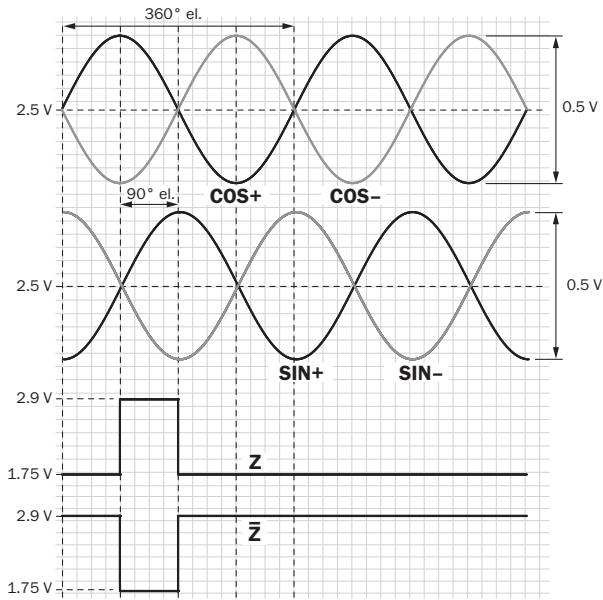 360° el.
2.5 V
0.5 V
90° el.
COS+ COS–
2.5 V
0.5 V
SIN+ SIN–
2.9 V
Z
1.75 V
2.9 V
Z̅
1.75 V